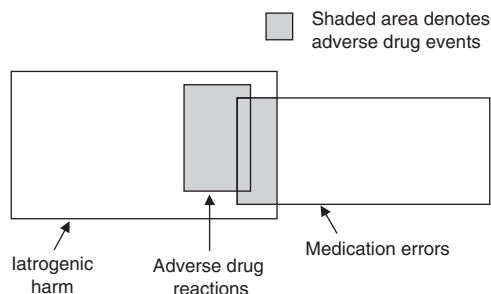 Shaded area denotes
adverse drug events
Iatrogenic
harm
Adverse drug
reactions
Medication errors